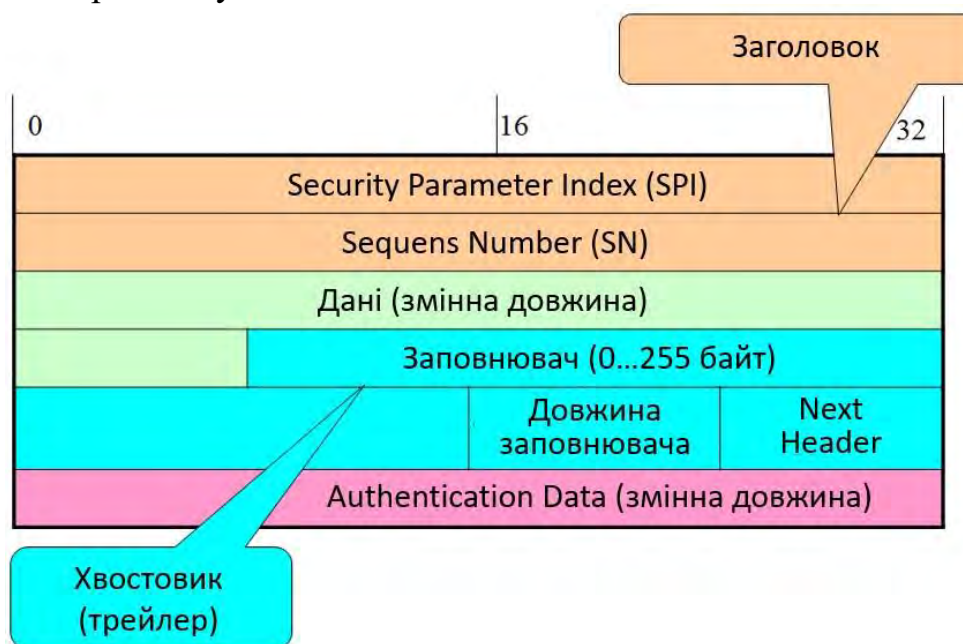 Заголовок
0 16 32
Security Parameter Index (SPI)
Sequens Number (SN)
Дані (змінна довжина)
Заповнювач (0...255 байт)
Довжина
заповнювача
Next
Header
Authentication Data (змінна довжина)
Хвостовик
(трейлер)